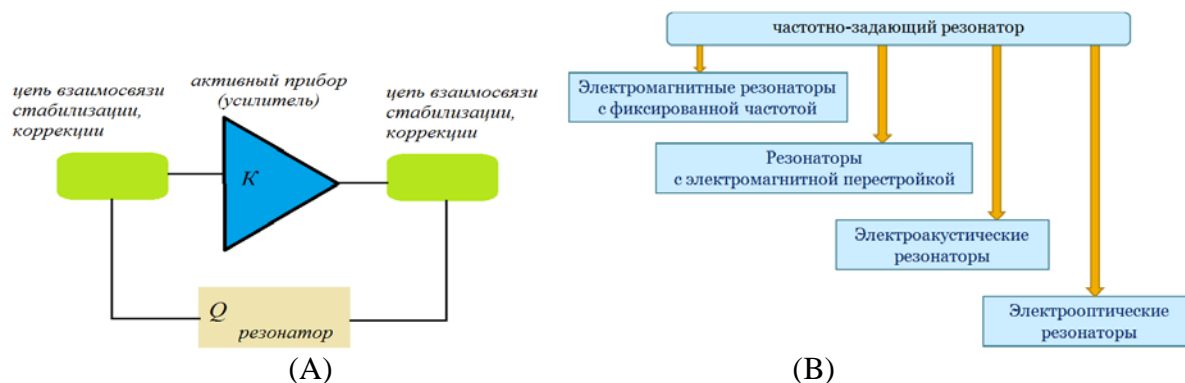 цепь взаимосвязи
стабилизации,
коррекции
активный прибор
(усилитель)
цепь взаимосвязи
стабилизации,
коррекции
К
Q
резонатор
(A)
частотно-задающий резонатор
Электромагнитные резонаторы
с фиксированной частотой
Резонаторы
с электромагнитной перестройкой
Электроакустические
резонаторы
Электрооптические
резонаторы
(B)